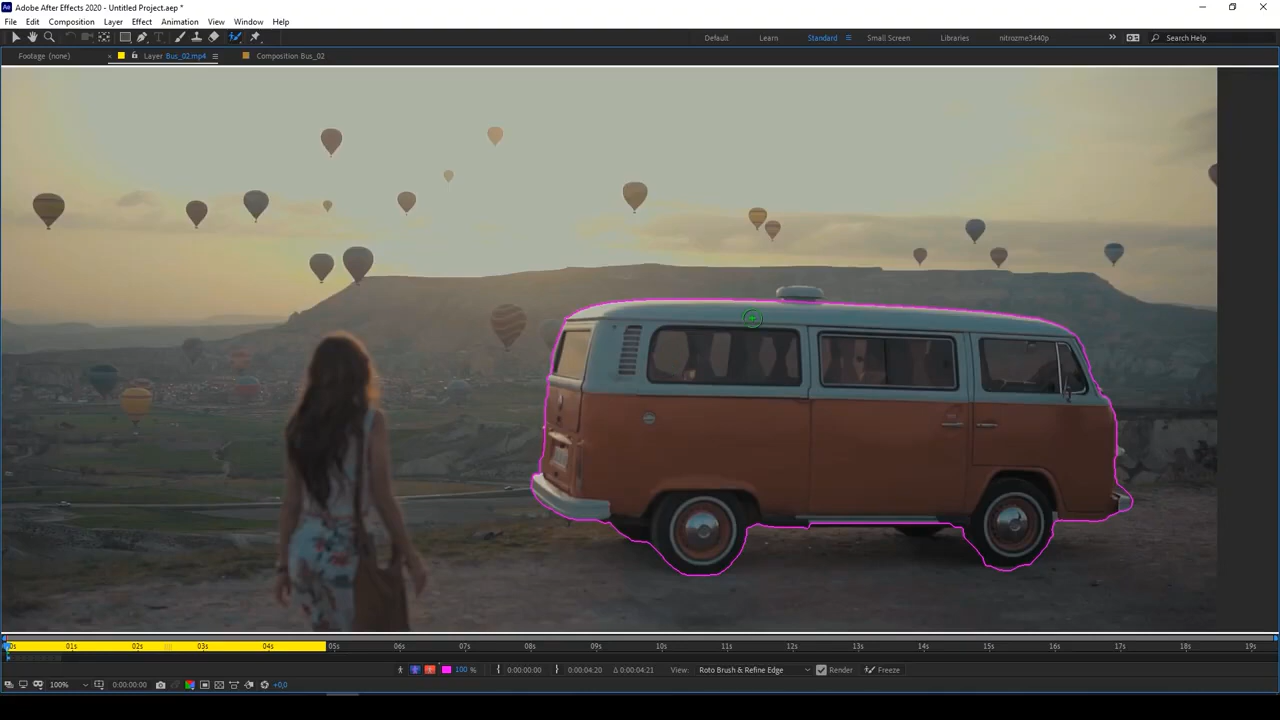 Adobe After Effects 2020 - Untitled Project.aep *
File Edit Composition Layer Effect Animation View Window Help
Default Learn Standard Small Screen Libraries nitrozme3440p Search Help
Footage (none) Layer Bus_02.mp4 Composition Bus_02
0s 01s 02s 03s 04s 05s 06s 07s 08s 09s 10s 11s 12s 13s 14s 15s 16s 17s 18s 19s
100 % 0:00:00:00 0:00:04:20 Δ 0:00:04:21 View: Roto Brush & Refine Edge Render Freeze
100% 0:00:00:00 +0,0